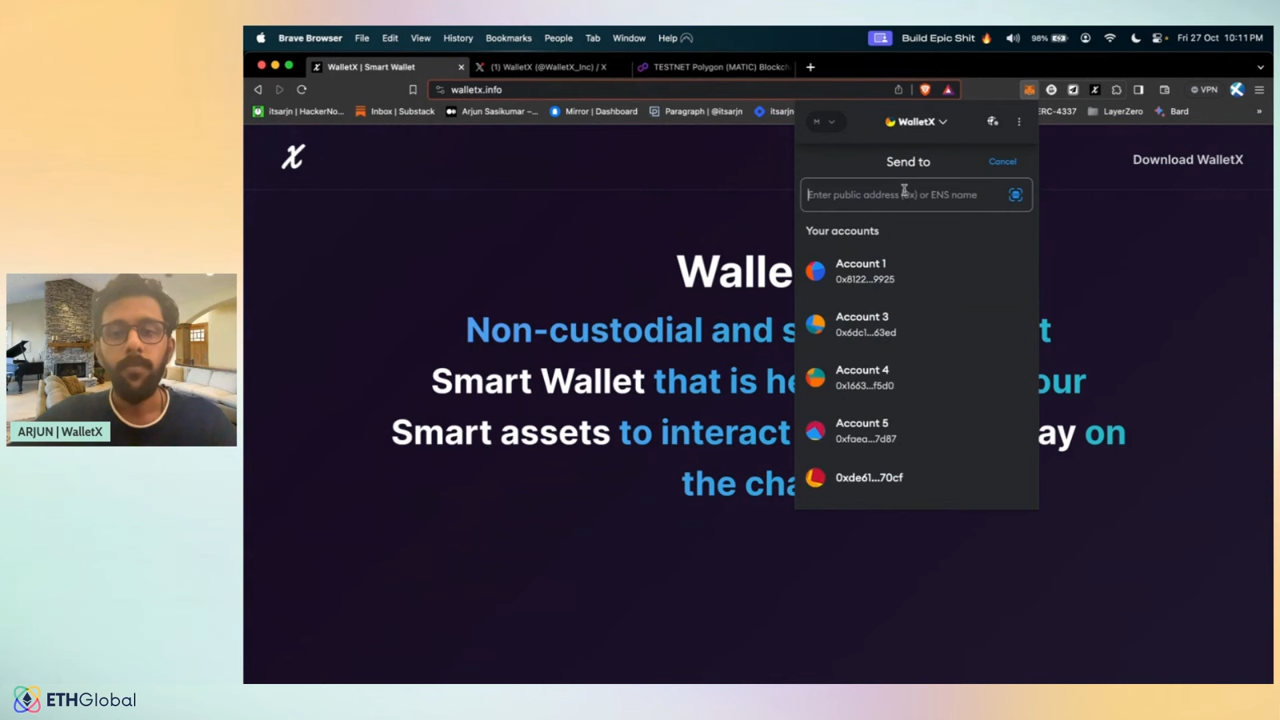 Brave Browser File Edit View History Bookmarks People Tab Window Help Build Epic Shit 🔥 98% Fri 27 Oct 10:11 PM
WalletX | Smart Wallet
(1) WalletX (@WalletX_Inc) / X
TESTNET Polygon (MATIC) Blockch
walletx.info
VPN
itsarjn | HackerNo...
Inbox | Substack
Arjun Sasikumar –...
Mirror | Dashboard
Paragraph | @itsarjn
itsarjn
ERC-4337
LayerZero
Bard
M
WalletX
X
Download WalletX
Send to
Cancel
Enter public address (0x) or ENS name
Your accounts
Account 1
0x8122...9925
Account 3
0x6dc1...63ed
Account 4
0x1663...f5d0
Account 5
0xfaea...7d87
0xde61...70cf
Walle
Non-custodial and s t
Smart Wallet that is he our
Smart assets to interact ay on
the cha
ARJUN | WalletX
ETHGlobal